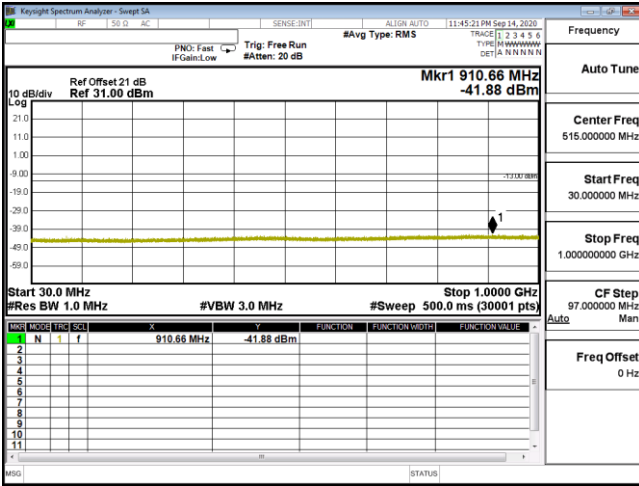 Keysight Spectrum Analyzer - Swept SA
RF 50 Ω AC SENSE:INT ALIGN AUTO 11:45:21 PM Sep 14, 2020
#Avg Type: RMS TRACE 1 2 3 4 5 6
PNO: Fast Trig: Free Run TYPE M WWWWW
IFGain:Low #Atten: 20 dB DET A N N N N N
Frequency
Auto Tune
Center Freq
515.000000 MHz
Start Freq
30.000000 MHz
Stop Freq
1.000000000 GHz
CF Step
97.000000 MHz
Auto Man
Freq Offset
0 Hz
Mkr1 910.66 MHz
-41.88 dBm
Ref Offset 21 dB
10 dB/div Ref 31.00 dBm
Log
21.0
11.0
1.00
-9.00
-13.00 dBm
-19.0
-29.0
-39.0
1
-49.0
-59.0
Start 30.0 MHz Stop 1.0000 GHz
#Res BW 1.0 MHz #VBW 3.0 MHz #Sweep 500.0 ms (30001 pts)
MKR MODE TRC SCL X Y FUNCTION FUNCTION WIDTH FUNCTION VALUE
1 N 1 f 910.66 MHz -41.88 dBm
2
3
4
5
6
7
8
9
10
11
MSG STATUS